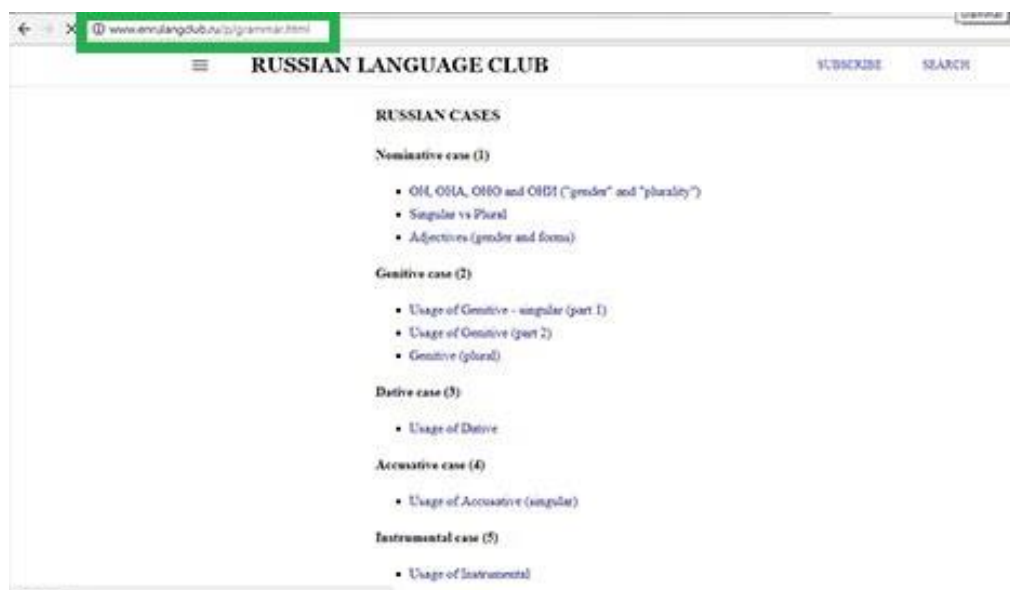 www.enrulangclub.ru/p/grammar.html
Grammar
RUSSIAN LANGUAGE CLUB
SUBSCRIBE
SEARCH
RUSSIAN CASES
Nominative case (1)
• ОН, ОНА, ОНО and ОНИ ("gender" and "plurality")
• Singular vs Plural
• Adjectives (gender and forms)
Genitive case (2)
• Usage of Genitive - singular (part 1)
• Usage of Genitive (part 2)
• Genitive (plural)
Dative case (3)
• Usage of Dative
Accusative case (4)
• Usage of Accusative (singular)
Instrumental case (5)
• Usage of Instrumental